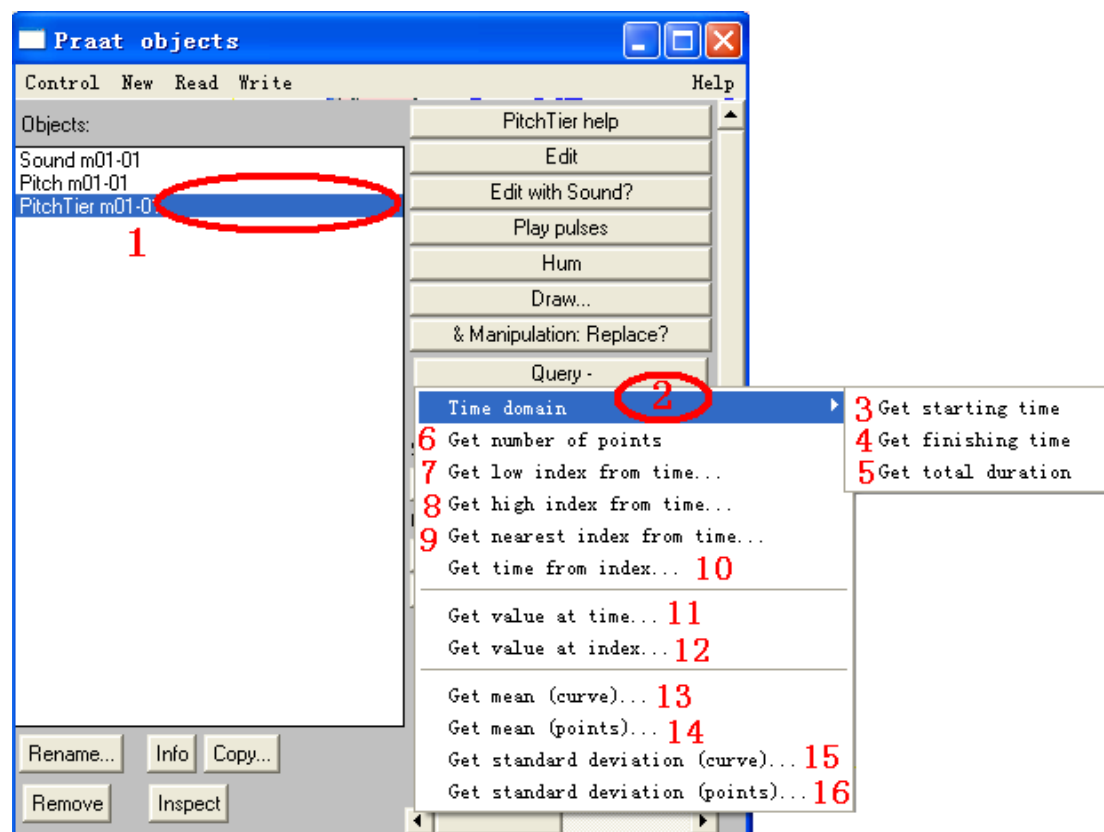 Praat objects
Control New Read Write Help
Objects:
Sound m01-01
Pitch m01-01
PitchTier m01-01
1
PitchTier help
Edit
Edit with Sound?
Play pulses
Hum
Draw...
& Manipulation: Replace?
Query -
Time domain 2
3 Get starting time
4 Get finishing time
5 Get total duration
6 Get number of points
7 Get low index from time...
8 Get high index from time...
9 Get nearest index from time...
Get time from index... 10
Get value at time... 11
Get value at index... 12
Get mean (curve)... 13
Get mean (points)... 14
Get standard deviation (curve)... 15
Get standard deviation (points)... 16
Rename... Info Copy...
Remove Inspect